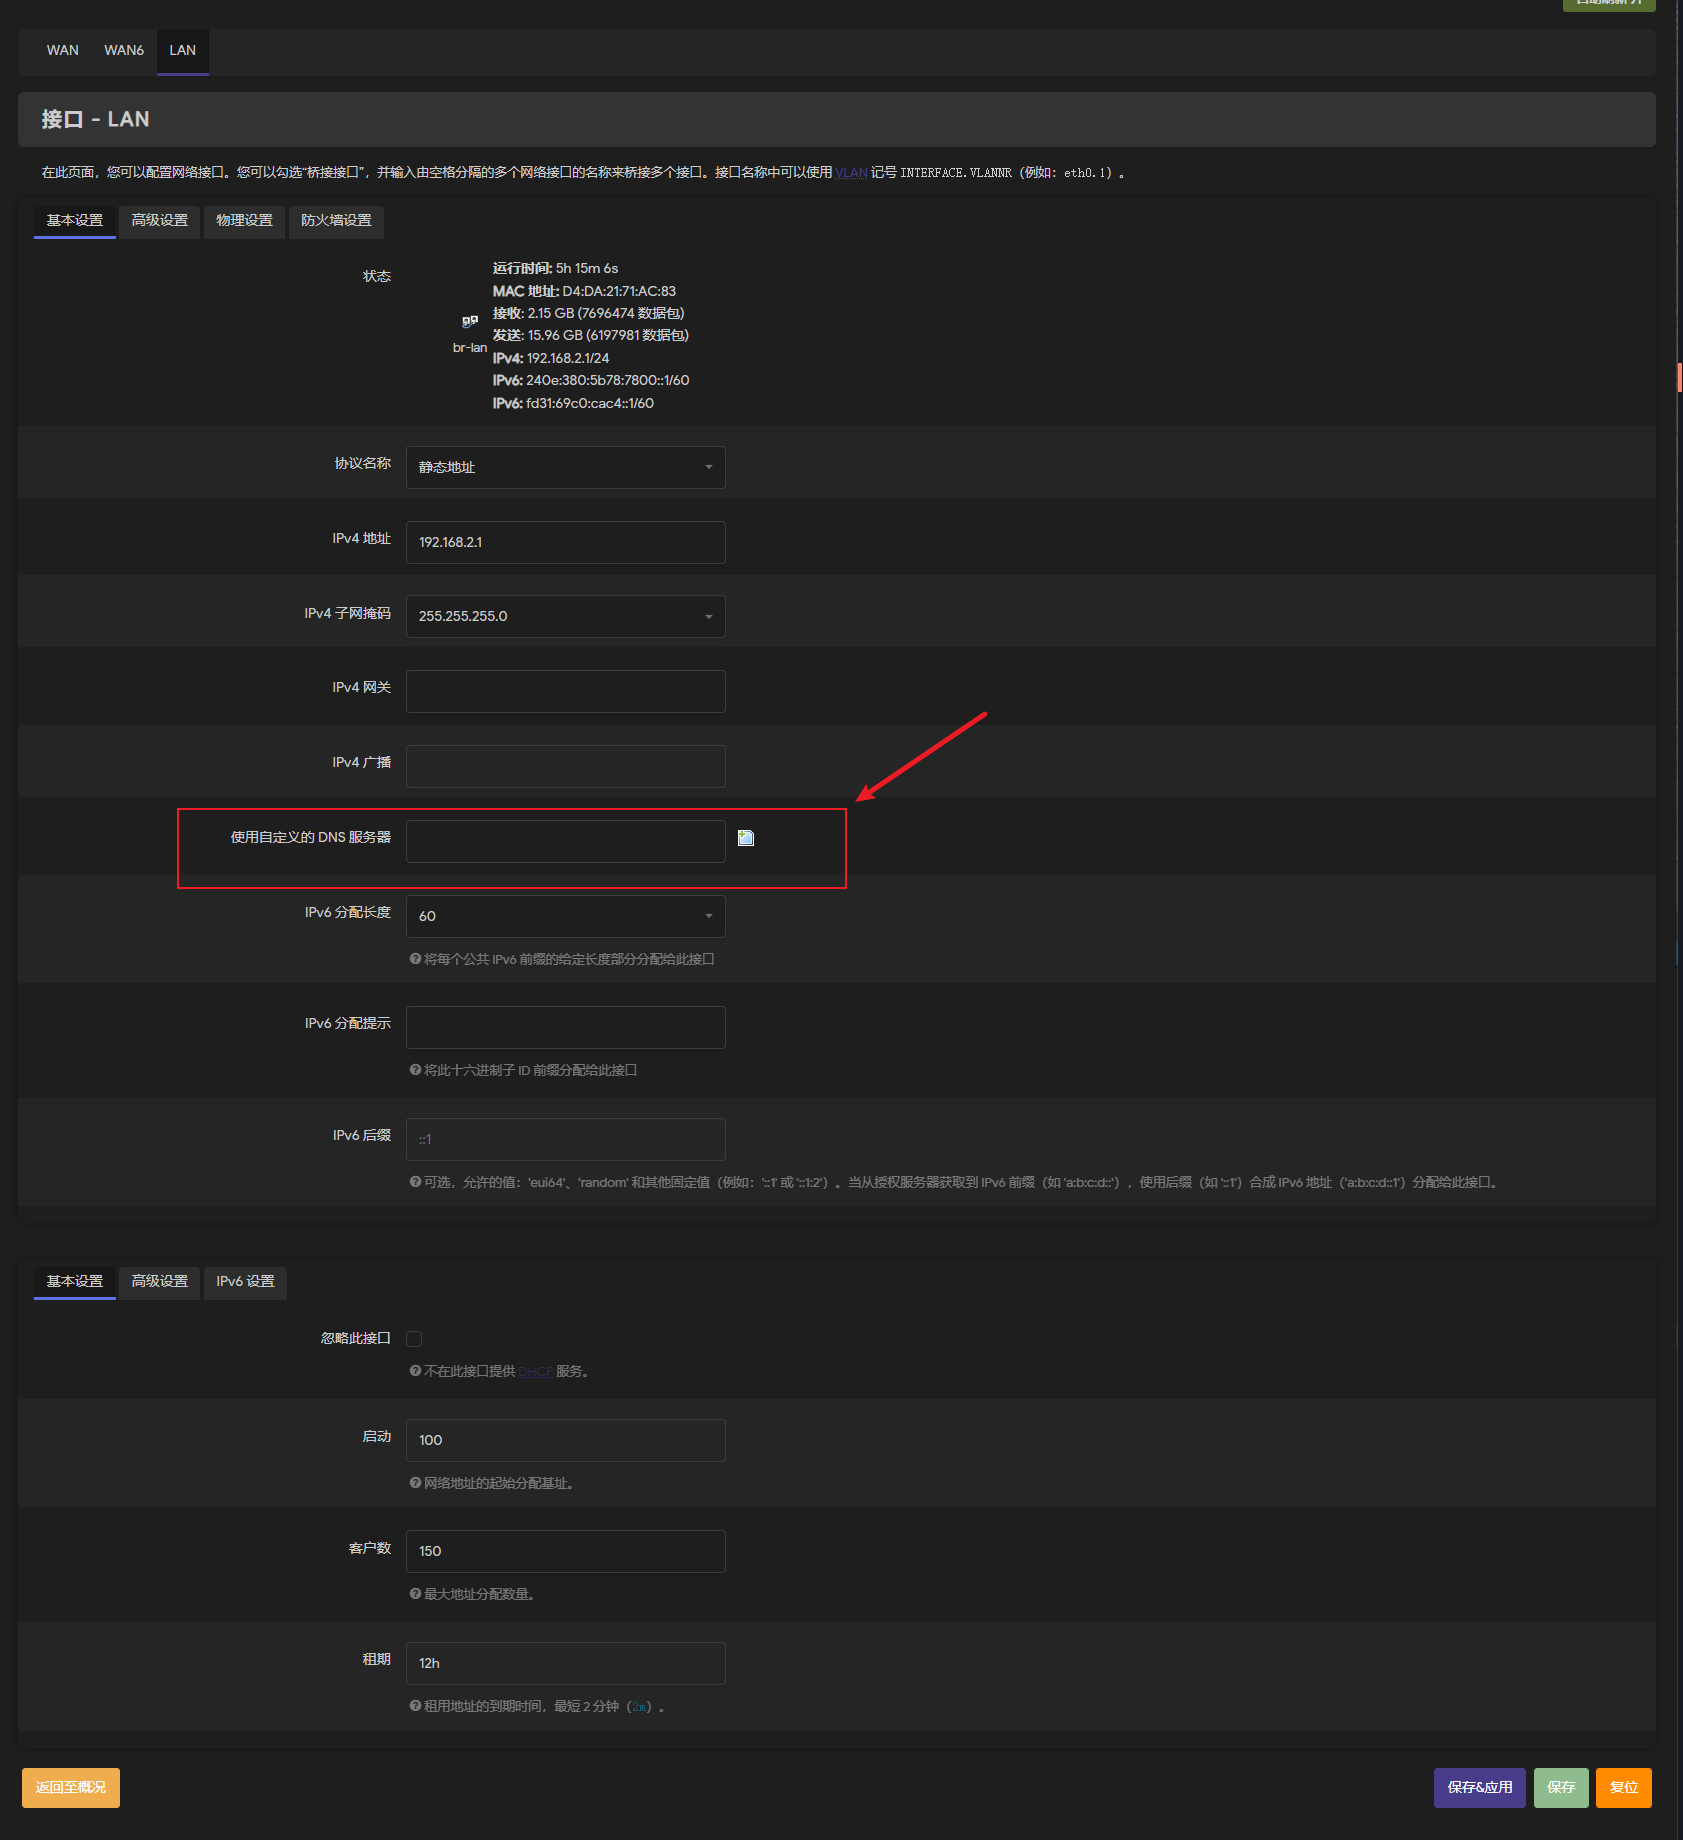 WAN WAN6 LAN
接口 - LAN
在此页面，您可以配置网络接口。您可以勾选“桥接接口”，并输入由空格分隔的多个网络接口的名称来桥接多个接口。接口名称中可以使用 VLAN 记号 INTERFACE.VLANNR（例如：eth0.1）。
基本设置 高级设置 物理设置 防火墙设置
状态
br-lan
运行时间: 5h 15m 6s
MAC 地址: D4:DA:21:71:AC:83
接收: 2.15 GB (7696474 数据包)
发送: 15.96 GB (6197981 数据包)
IPv4: 192.168.2.1/24
IPv6: 240e:380:5b78:7800::1/60
IPv6: fd31:69c0:cac4::1/60
协议名称 静态地址
IPv4 地址 192.168.2.1
IPv4 子网掩码 255.255.255.0
IPv4 网关
IPv4 广播
使用自定义的 DNS 服务器
IPv6 分配长度 60
将每个公共 IPv6 前缀的给定长度部分分配给此接口
IPv6 分配提示
将此十六进制子 ID 前缀分配给此接口
IPv6 后缀 ::1
可选，允许的值：'eui64'、'random' 和其他固定值（例如：'::1' 或 '::1:2'）。当从授权服务器获取到 IPv6 前缀（如 'a:b:c:d::'），使用后缀（如 '::1'）合成 IPv6 地址（'a:b:c:d::1'）分配给此接口。
基本设置 高级设置 IPv6 设置
忽略此接口
不在此接口提供 DHCP 服务。
启动 100
网络地址的起始分配基址。
客户数 150
最大地址分配数量。
租期 12h
租用地址的到期时间，最短 2 分钟（2m）。
返回至概况 保存&应用 保存 复位